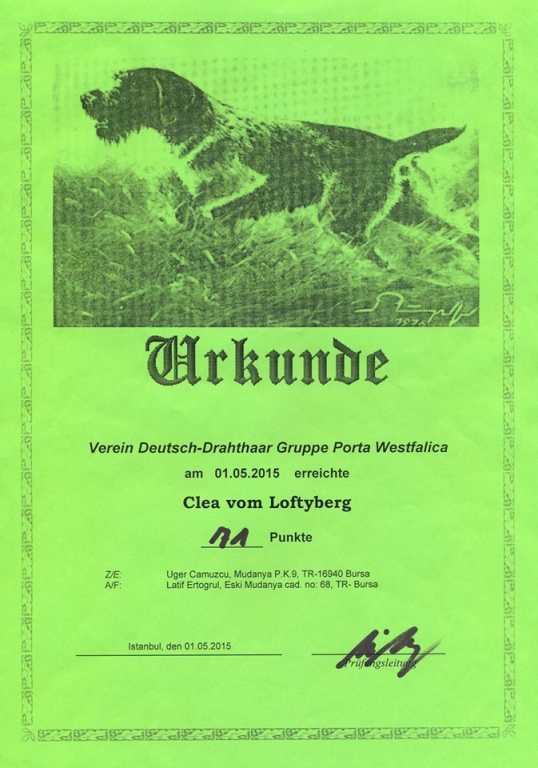 Urkunde
Verein Deutsch-Drahthaar Gruppe Porta Westfalica
am 01.05.2015 erreichte
Clea vom Loftyberg
71 Punkte
Z/E: Uger Camuzcu, Mudanya P.K.9, TR-16940 Bursa
A/F: Latif Ertogrul, Eski Mudanya cad. no: 68, TR- Bursa
Istanbul, den 01.05.2015
Prüfungsleitung